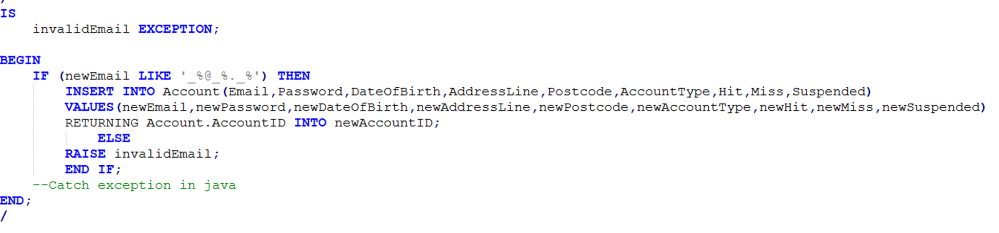 IS
invalidEmail EXCEPTION;
BEGIN
IF (newEmail LIKE '_%@_%._%') THEN
INSERT INTO Account(Email,Password,DateOfBirth,AddressLine,Postcode,AccountType,Hit,Miss,Suspended)
VALUES(newEmail,newPassword,newDateOfBirth,newAddressLine,newPostcode,newAccountType,newHit,newMiss,newSuspended)
RETURNING Account.AccountID INTO newAccountID;
ELSE
RAISE invalidEmail;
END IF;
--Catch exception in java
END;
/